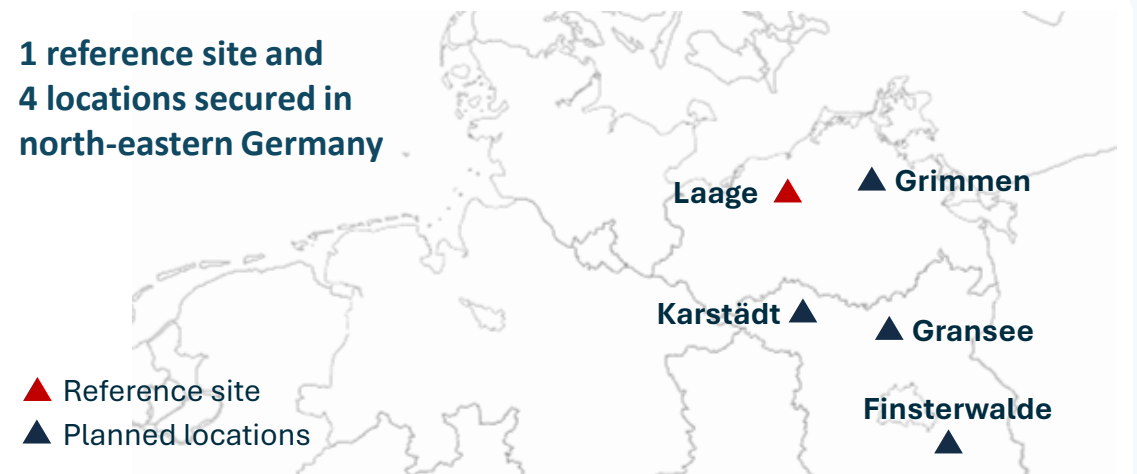 1 reference site and
4 locations secured in
north-eastern Germany
Laage
Grimmen
Karstädt
Gransee
Finsterwalde
Reference site
Planned locations